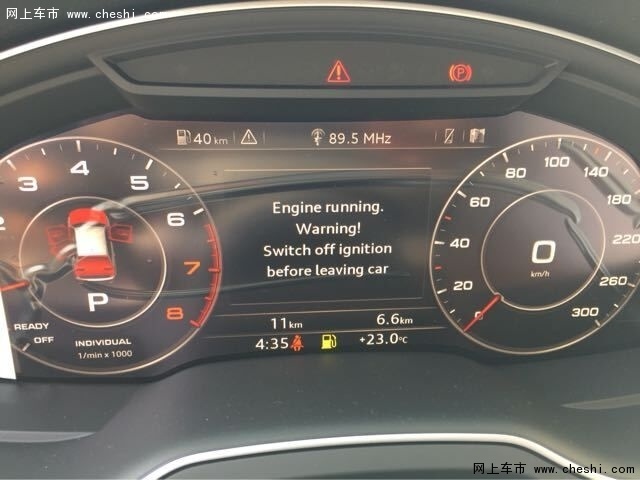 网上车市 www.cheshi.com
40 km
89.5 MHz
Engine running.
Warning!
Switch off ignition
before leaving car
11 km
6.6 km
4:35
+23.0 °C
2 3 4 5 6 7 8
P
READY
OFF
INDIVIDUAL
1/min x 1000
0 20 40 60 80 100 120 140 180 220 260 300
0
km/h
网上车市 www.cheshi.com